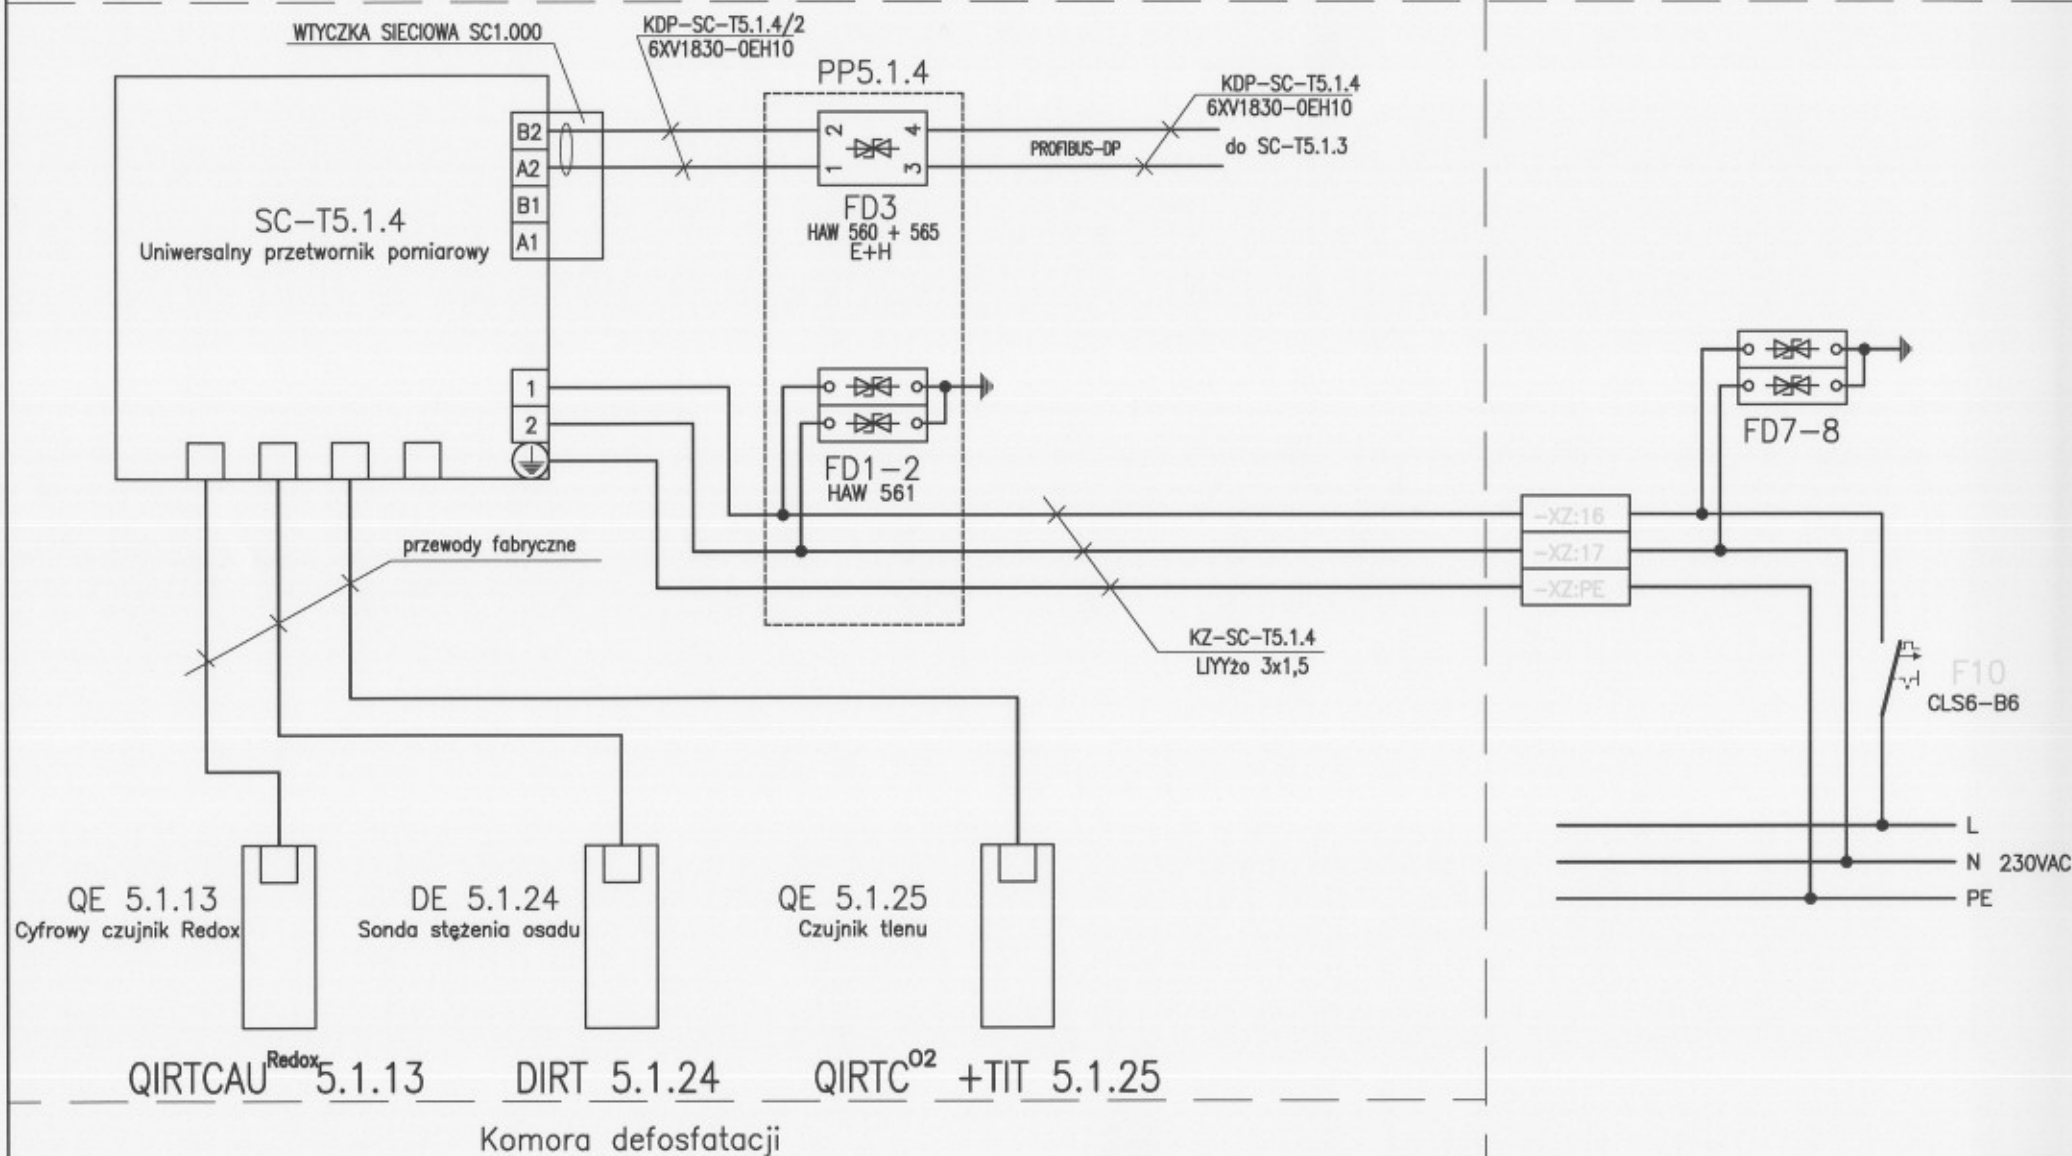 WTYCZKA SIECIOWA SC1.000
KDP-SC-T5.1.4/2
6XV1830-0EH10
PP5.1.4
KDP-SC-T5.1.4
6XV1830-0EH10
B2
A2
B1
A1
2
1
4
3
PROFIBUS-DP
do SC-T5.1.3
SC-T5.1.4
Uniwersalny przetwornik pomiarowy
FD3
HAW 560 + 565
E+H
1
2
FD1-2
HAW 561
FD7-8
-XZ:16
-XZ:17
-XZ:PE
przewody fabryczne
KZ-SC-T5.1.4
LIYYżo 3x1,5
F10
CLS6-B6
L
N 230VAC
PE
QE 5.1.13
Cyfrowy czujnik Redox
DE 5.1.24
Sonda stężenia osadu
QE 5.1.25
Czujnik tlenu
QIRTCAU Redox 5.1.13
DIRT 5.1.24
QIRTC O2 +TIT 5.1.25
Komora defosfatacji